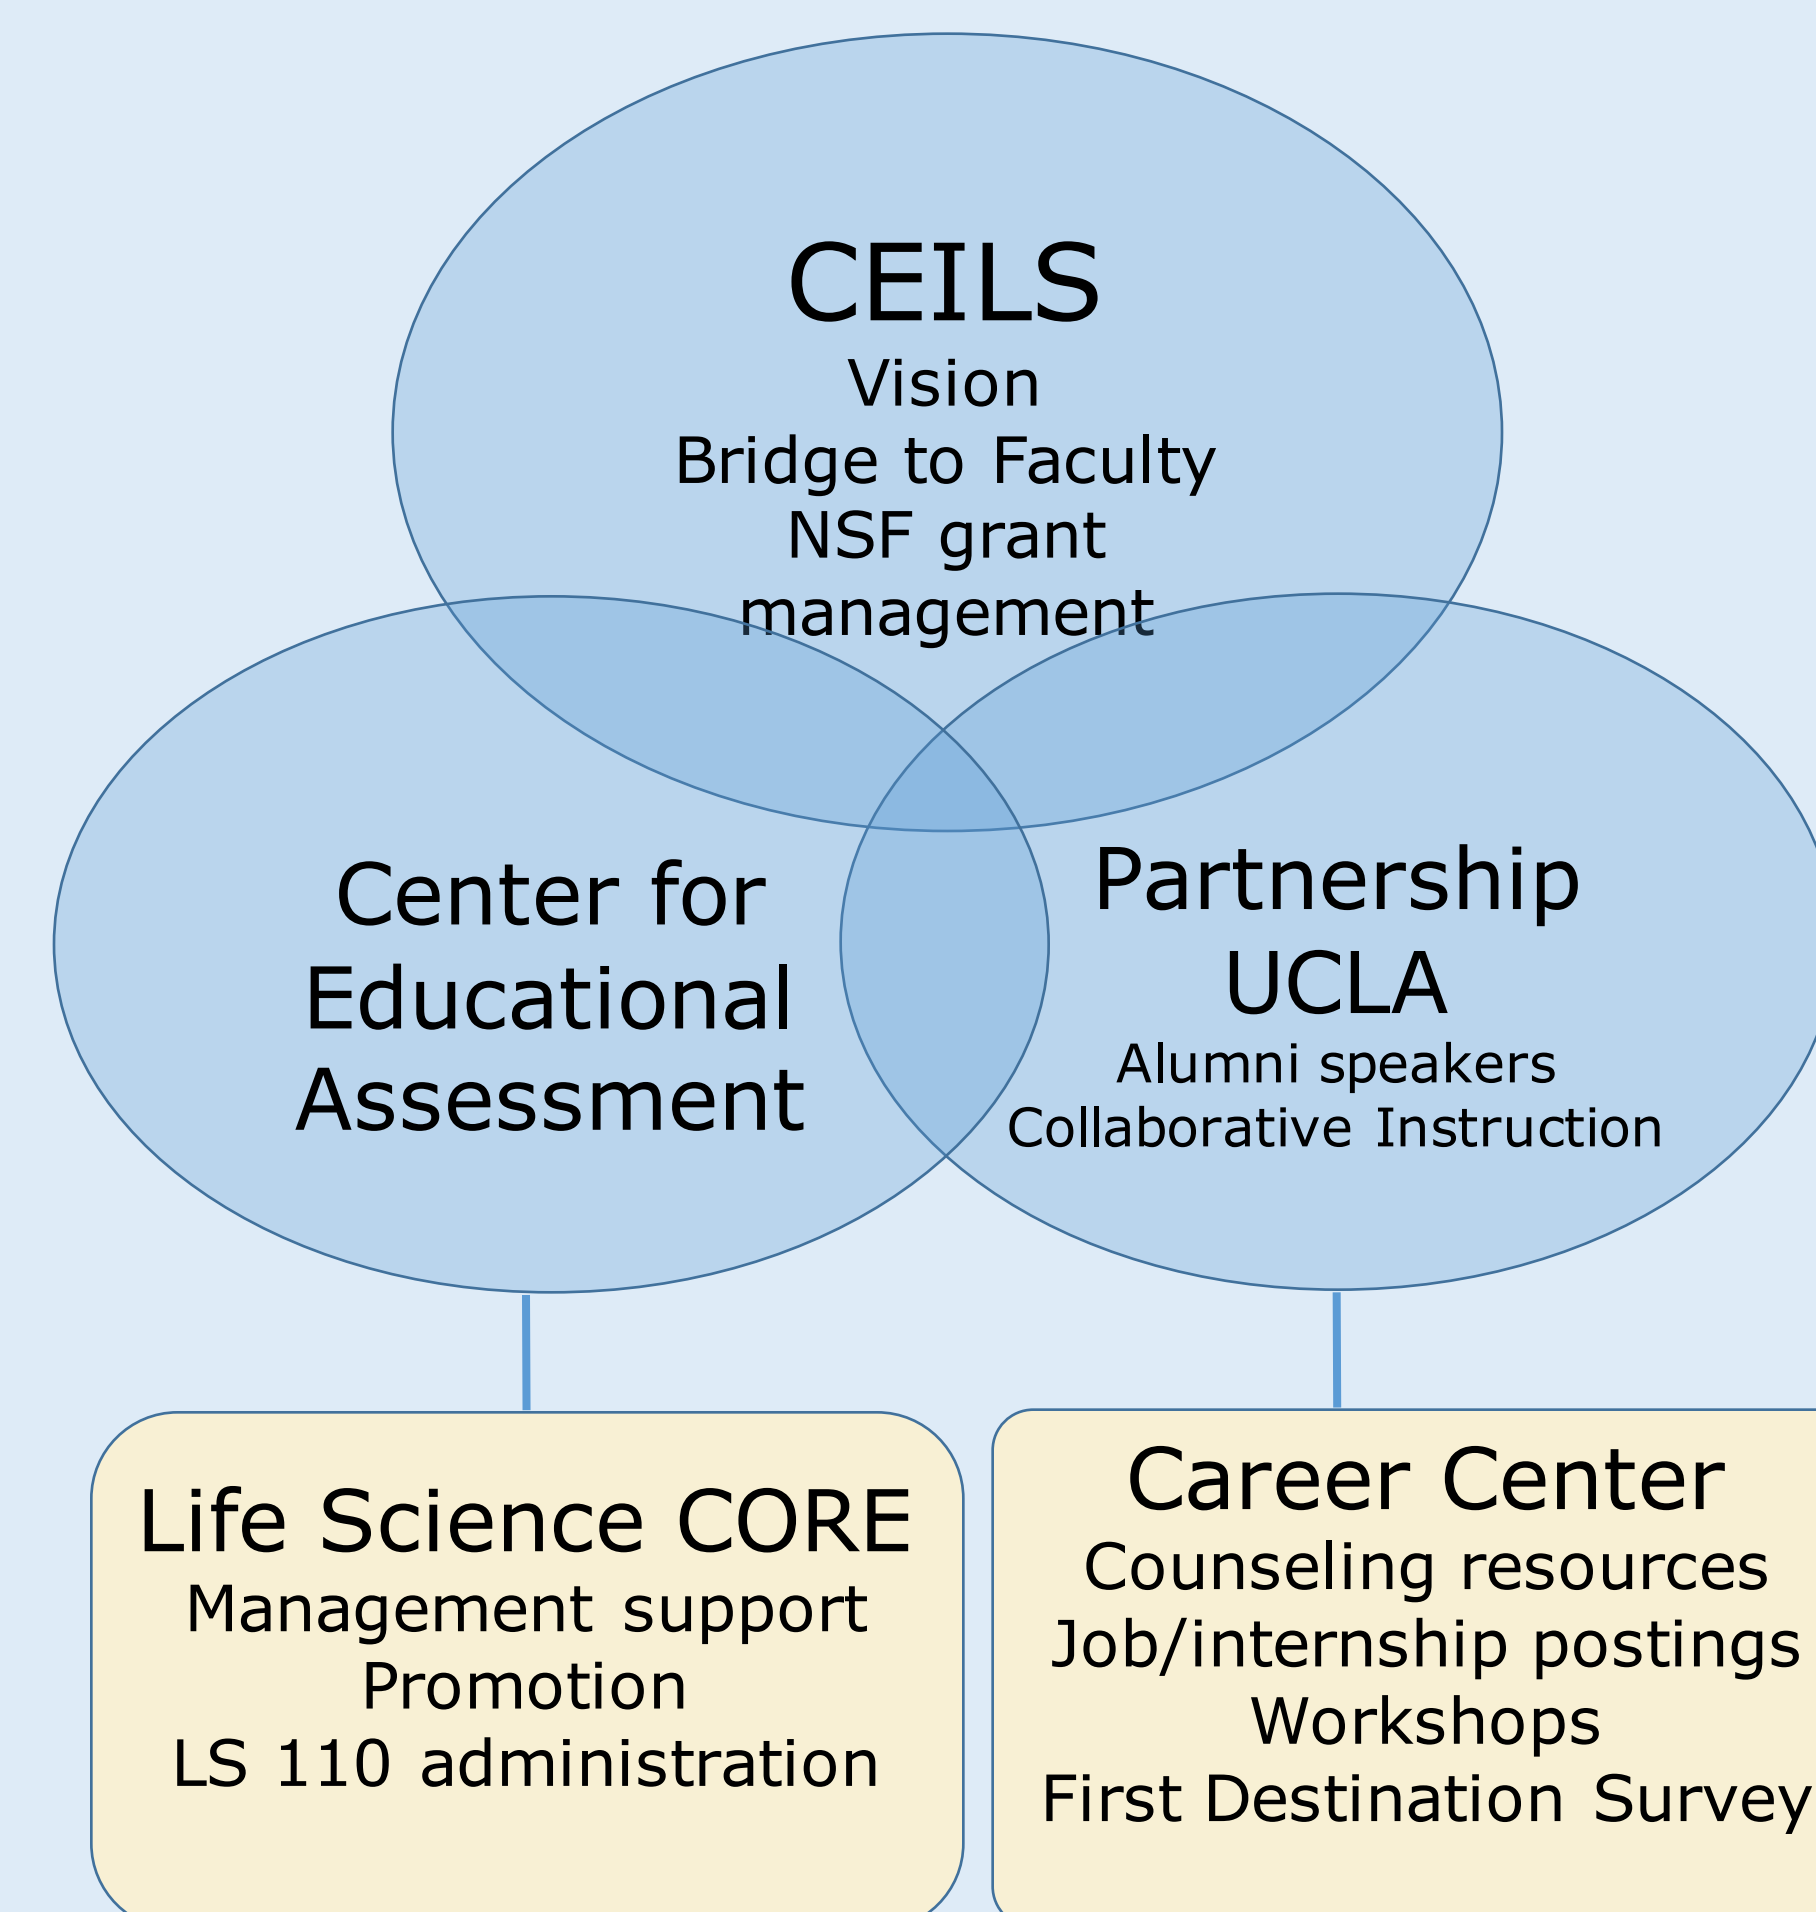 CEILS
Vision
Bridge to Faculty
NSF grant
management
Center for
Educational
Assessment
Partnership
UCLA
Alumni speakers
Collaborative Instruction
Life Science CORE
Management support
Promotion
LS 110 administration
Career Center
Counseling resources
Job/internship postings
Workshops
First Destination Survey